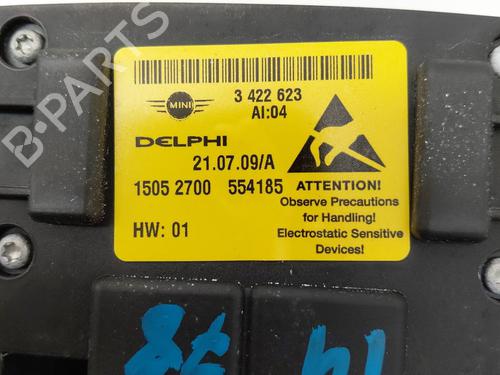 MINI
3 422 623
AI:04
DELPHI
21.07.09/A
1505 2700 554185
HW: 01
ATTENTION!
Observe Precautions
for Handling!
Electrostatic Sensitive
Devices!